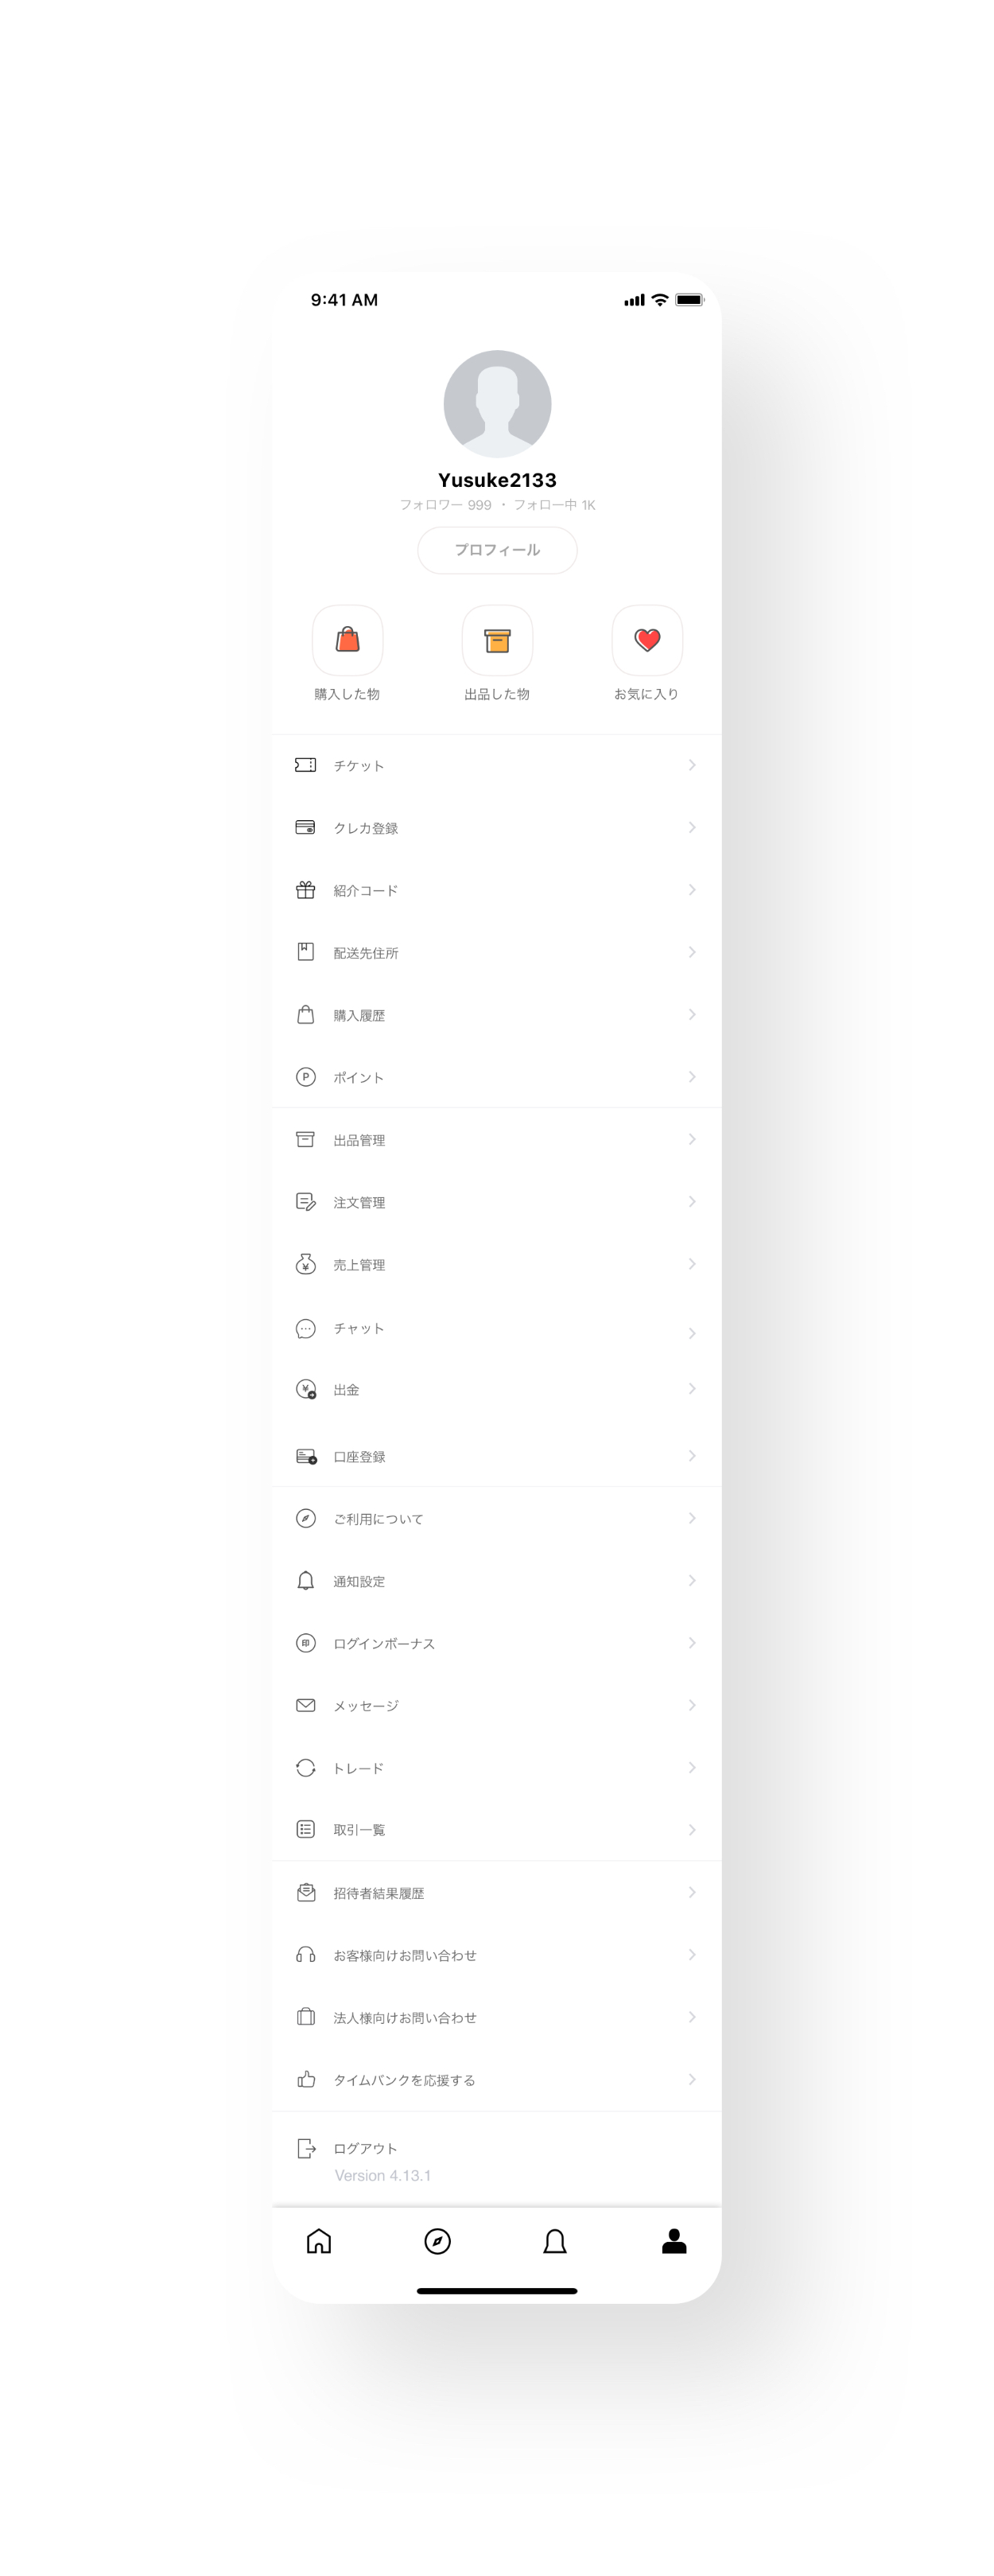 9:41 AM
Yusuke2133
フォロワー 999 ・ フォロー中 1K
プロフィール
購入した物
出品した物
お気に入り
チケット
クレカ登録
紹介コード
配送先住所
購入履歴
P
ポイント
出品管理
注文管理
¥
売上管理
チャット
¥
出金
口座登録
ご利用について
通知設定
印
ログインボーナス
メッセージ
トレード
取引一覧
招待者結果履歴
お客様向けお問い合わせ
法人様向けお問い合わせ
タイムバンクを応援する
ログアウト
Version 4.13.1